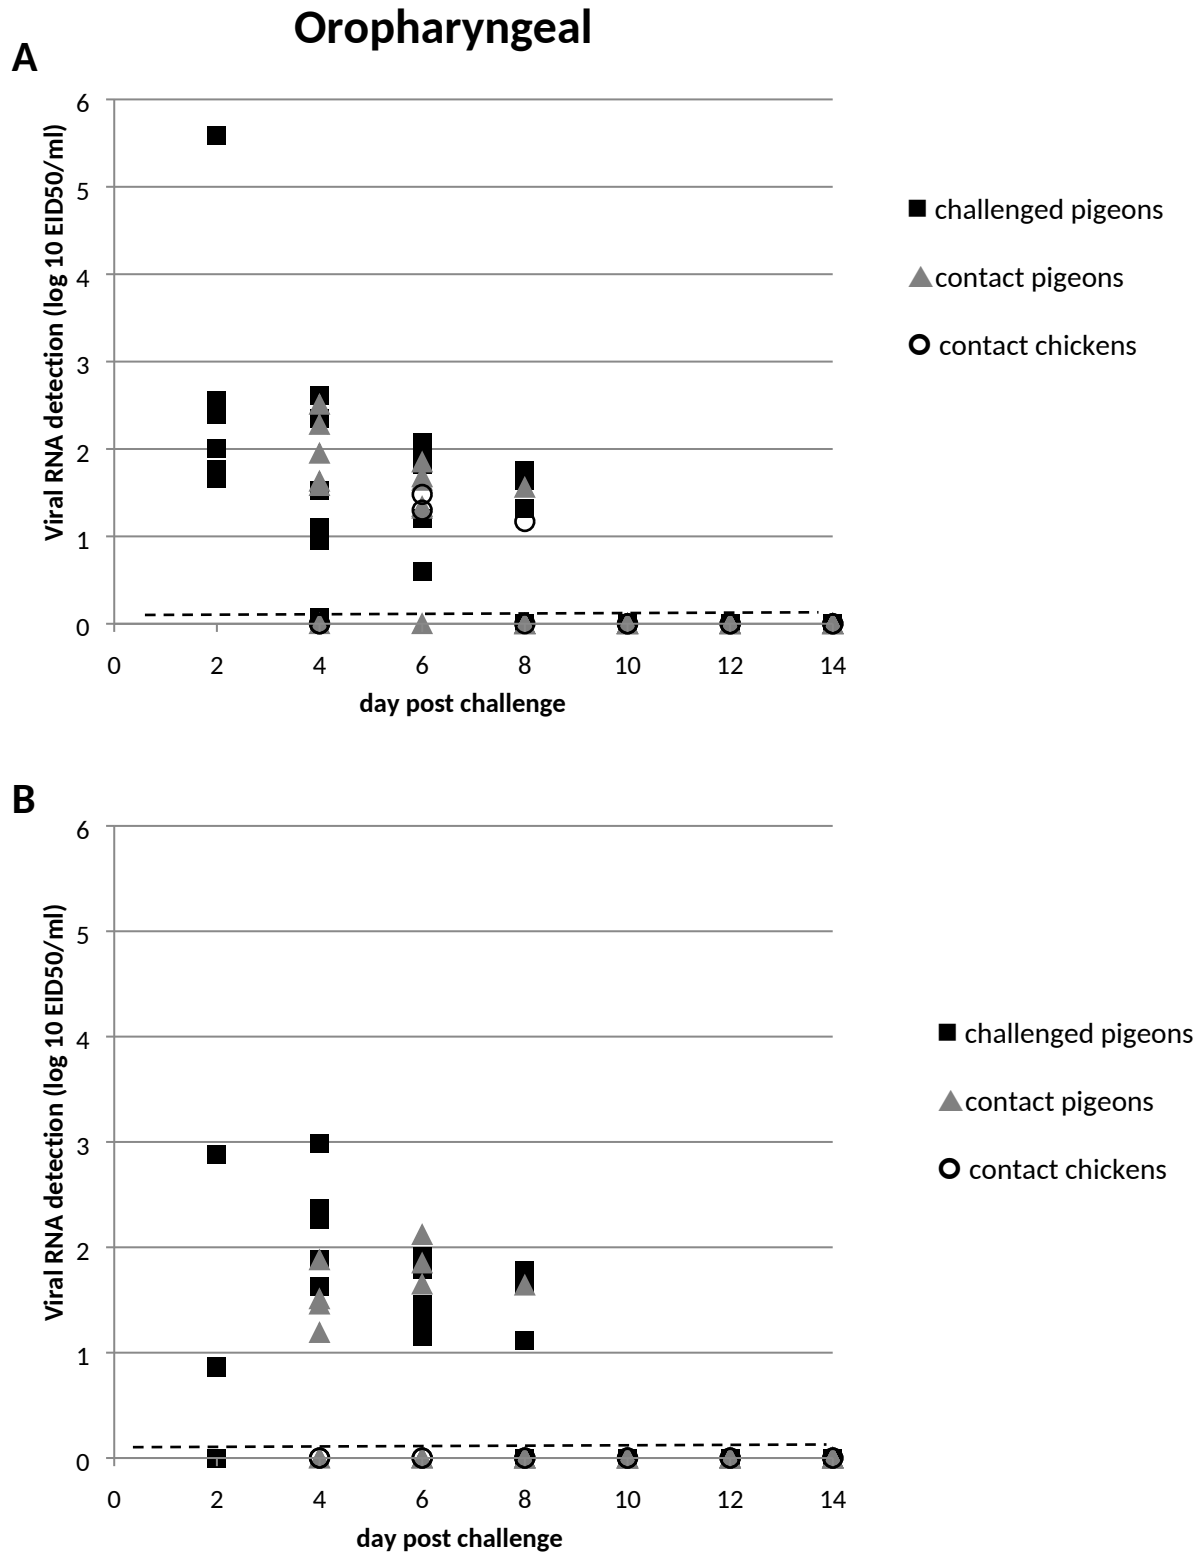 Oropharyngeal
A
Viral RNA detection (log 10 EID50/ml)
6
5
4
3
2
1
0
0 2 4 6 8 10 12 14
day post challenge
challenged pigeons
contact pigeons
contact chickens
B
Viral RNA detection (log 10 EID50/ml)
6
5
4
3
2
1
0
0 2 4 6 8 10 12 14
day post challenge
challenged pigeons
contact pigeons
contact chickens